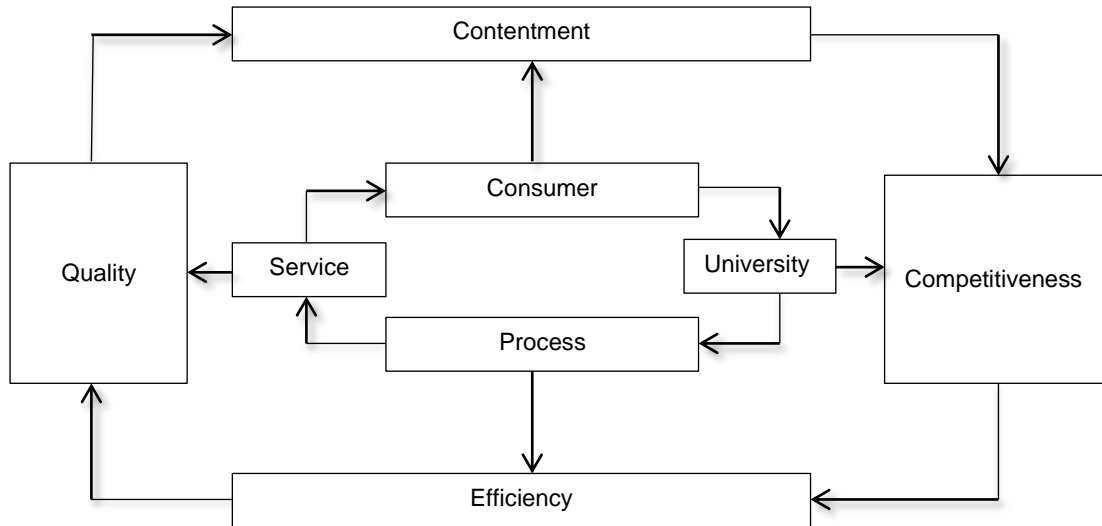 Contentment
Consumer
Quality
Service
University
Competitiveness
Process
Efficiency